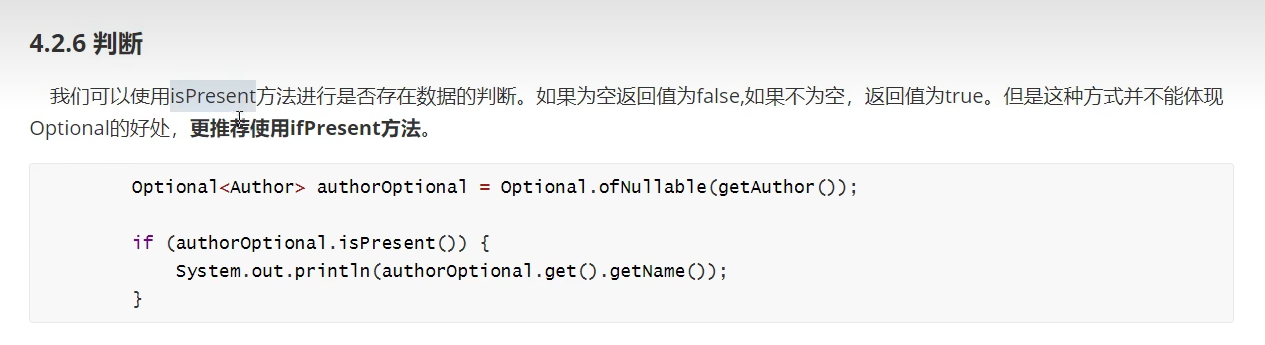 4.2.6 判断
我们可以使用isPresent方法进行是否存在数据的判断。如果为空返回值为false,如果不为空，返回值为true。但是这种方式并不能体现
Optional的好处，更推荐使用ifPresent方法。
Optional<Author> authorOptional = Optional.ofNullable(getAuthor());
if (authorOptional.isPresent()) {
System.out.println(authorOptional.get().getName());
}